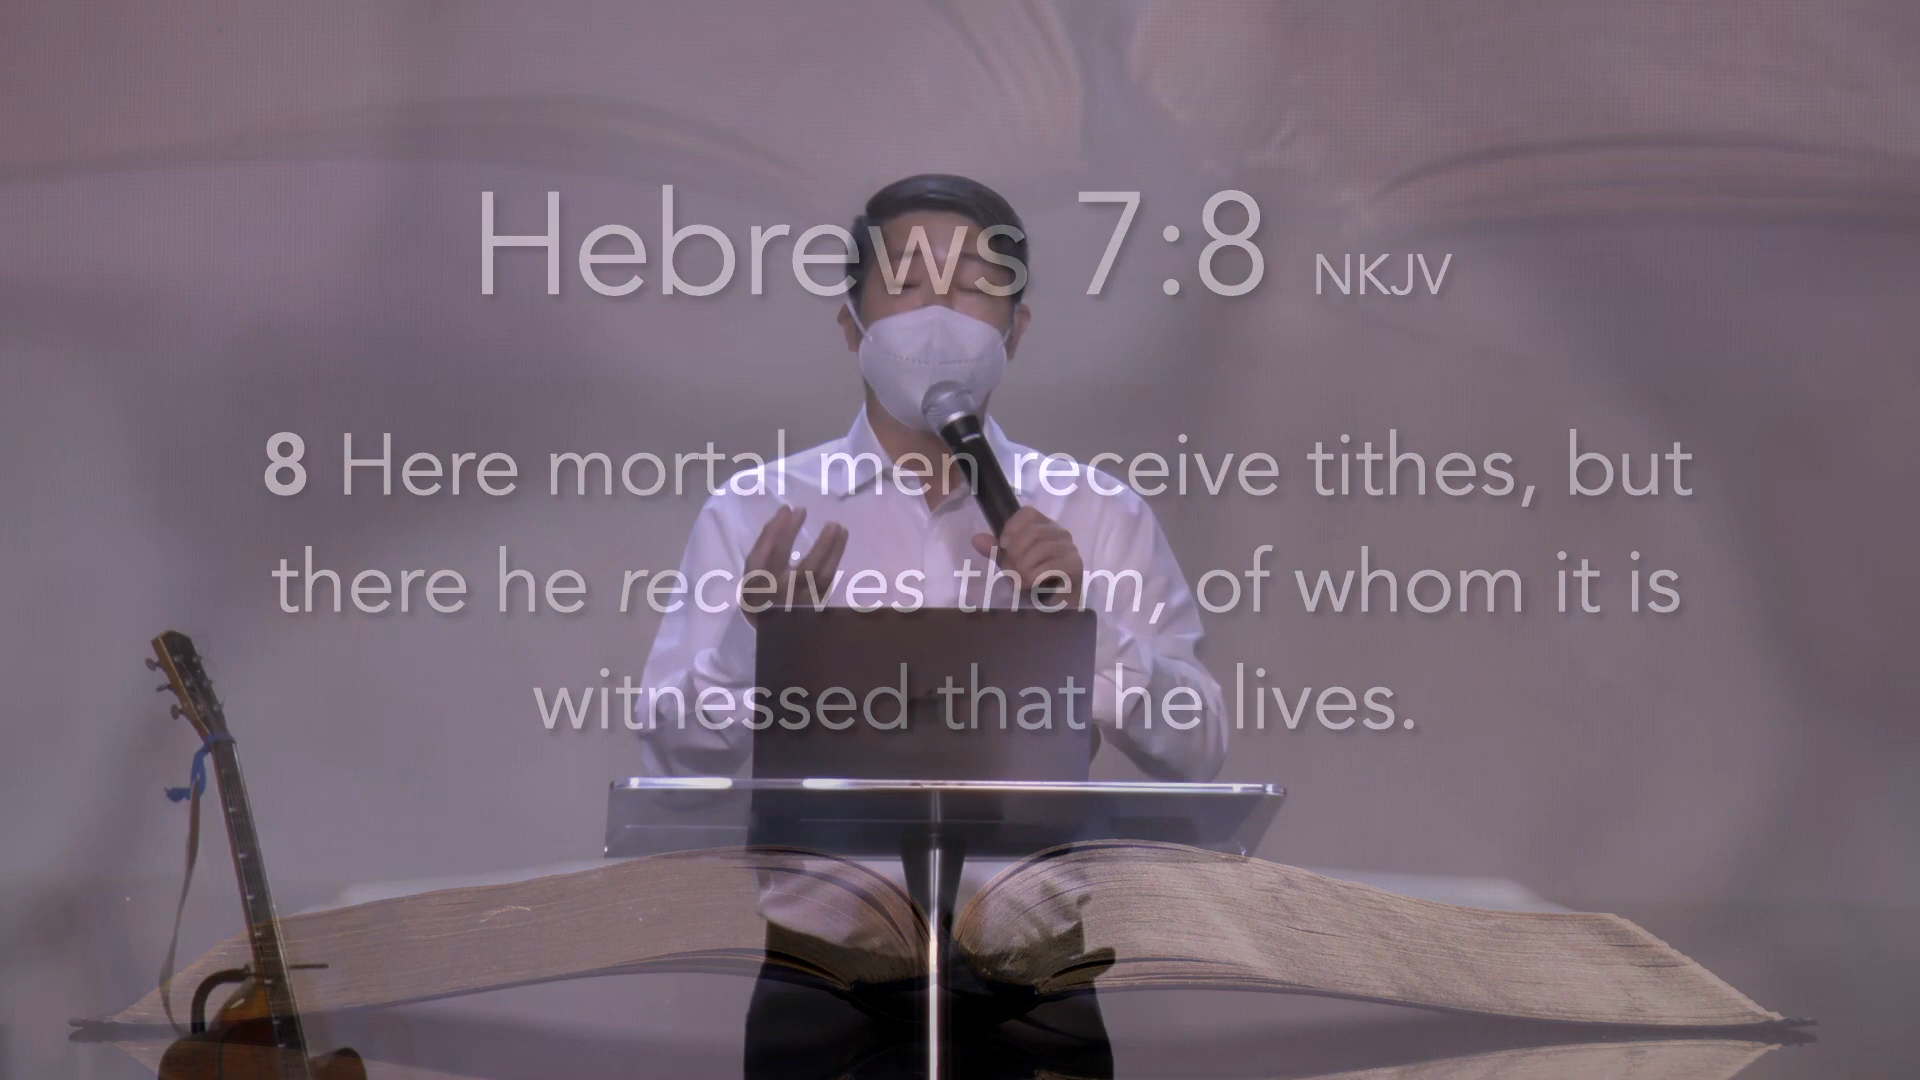 Hebrews 7:8 NKJV
8 Here mortal men receive tithes, but
there he receives them, of whom it is
witnessed that he lives.